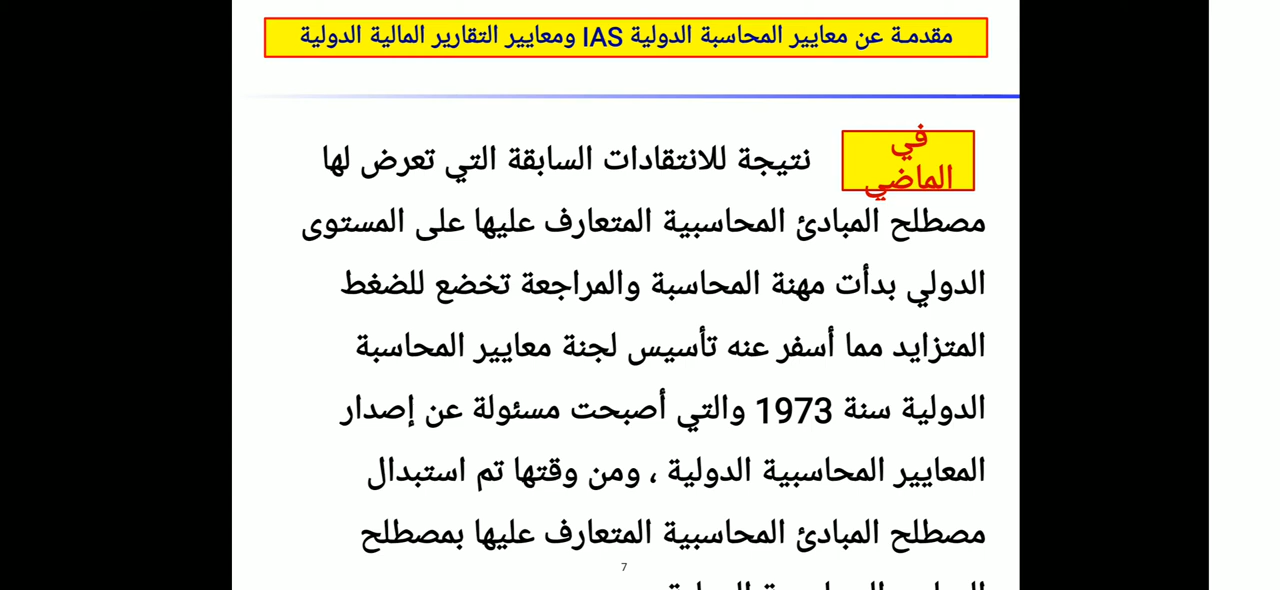 مقدمـة عن معايير المحاسبة الدولية IAS ومعايير التقارير المالية الدولية
في
الماضي
نتيجة للانتقادات السابقة التي تعرض لها
مصطلح المبادئ المحاسبية المتعارف عليها على المستوى
الدولي بدأت مهنة المحاسبة والمراجعة تخضع للضغط
المتزايد مما أسفر عنه تأسيس لجنة معايير المحاسبة
الدولية سنة 1973 والتي أصبحت مسئولة عن إصدار
المعايير المحاسبية الدولية ، ومن وقتها تم استبدال
مصطلح المبادئ المحاسبية المتعارف عليها بمصطلح
7